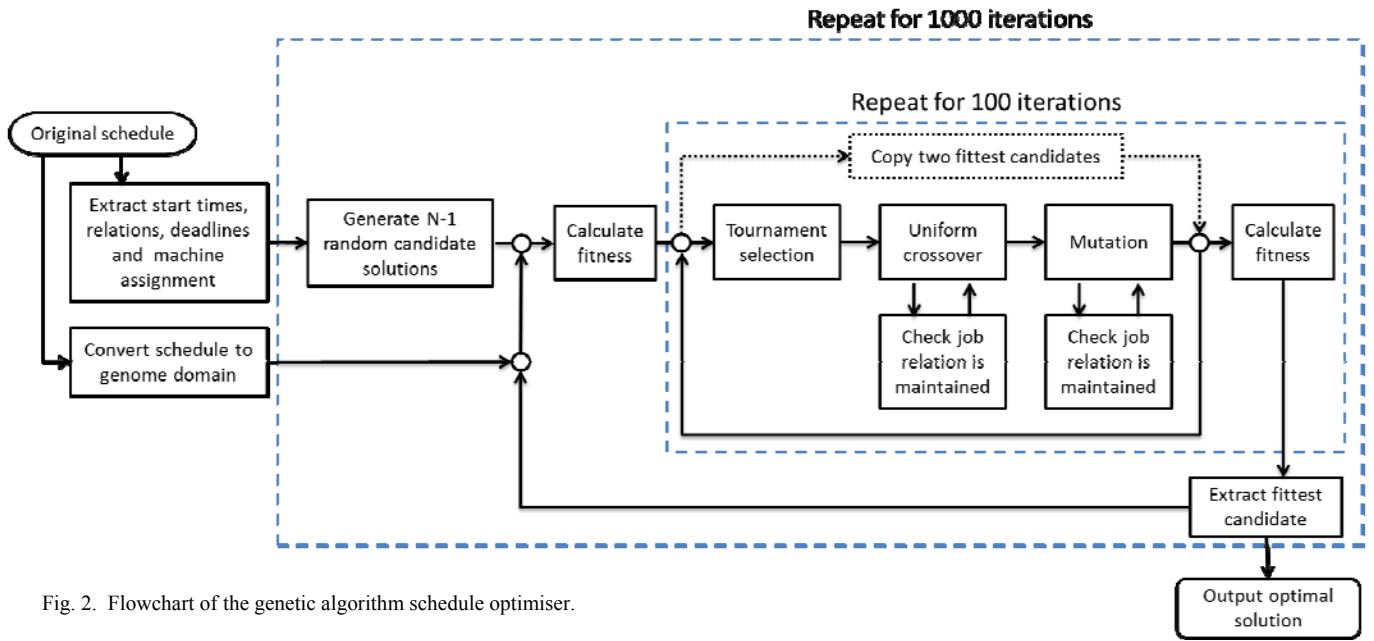 Repeat for 1000 iterations
Repeat for 100 iterations
Original schedule
Copy two fittest candidates
Extract start times,
relations, deadlines
and machine
assignment
Generate N-1
random candidate
solutions
Calculate
fitness
Tournament
selection
Uniform
crossover
Mutation
Calculate
fitness
Check job
relation is
maintained
Check job
relation is
maintained
Convert schedule to
genome domain
Extract fittest
candidate
Output optimal
solution
Fig. 2. Flowchart of the genetic algorithm schedule optimiser.